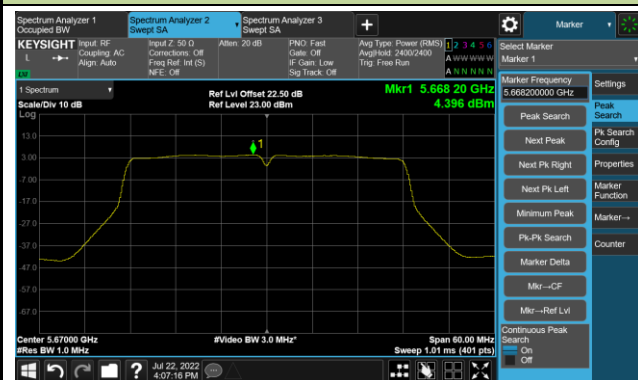 Spectrum Analyzer 1
Occupied BW
Spectrum Analyzer 2
Swept SA
Spectrum Analyzer 3
Swept SA
+
Marker
KEYSIGHT
L
Input: RF
Coupling: AC
Align: Auto
Input Z: 50 Ω
Corrections: Off
Freq Ref: Int (S)
NFE: Off
Atten: 20 dB
PNO: Fast
Gate: Off
IF Gain: Low
Sig Track: Off
Avg Type: Power (RMS)
Avg|Hold: 2400/2400
Trig: Free Run
1 2 3 4 5 6
A W W W W W
A N N N N N
Select Marker
Marker 1
1 Spectrum
Scale/Div 10 dB
Log
Ref Lvl Offset 22.50 dB
Ref Level 23.00 dBm
Mkr1 5.668 20 GHz
4.396 dBm
13.0
3.00
-7.00
-17.0
-27.0
-37.0
-47.0
-57.0
-67.0
1
Center 5.67000 GHz
#Res BW 1.0 MHz
#Video BW 3.0 MHz*
Span 60.00 MHz
Sweep 1.01 ms (401 pts)
Marker Frequency
5.668200000 GHz
Peak Search
Next Peak
Next Pk Right
Next Pk Left
Minimum Peak
Pk-Pk Search
Marker Delta
Mkr→CF
Mkr→Ref Lvl
Continuous Peak
Search
On
Off
Settings
Peak
Search
Pk Search
Config
Properties
Marker
Function
Marker→
Counter
?
Jul 22, 2022
4:07:16 PM